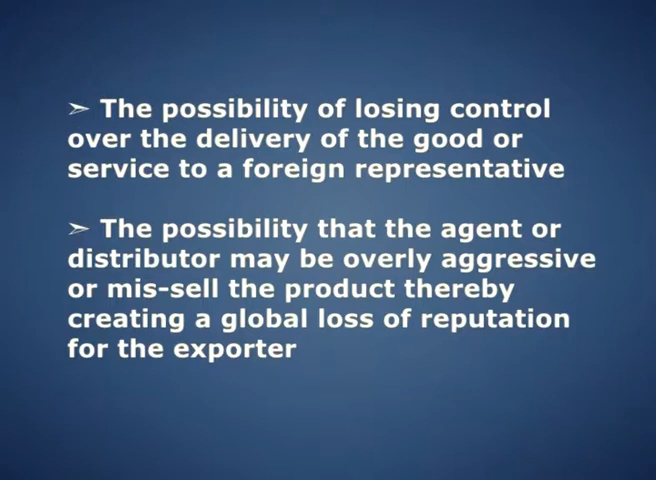 ➣ The possibility of losing control
over the delivery of the good or
service to a foreign representative
➣ The possibility that the agent or
distributor may be overly aggressive
or mis-sell the product thereby
creating a global loss of reputation
for the exporter